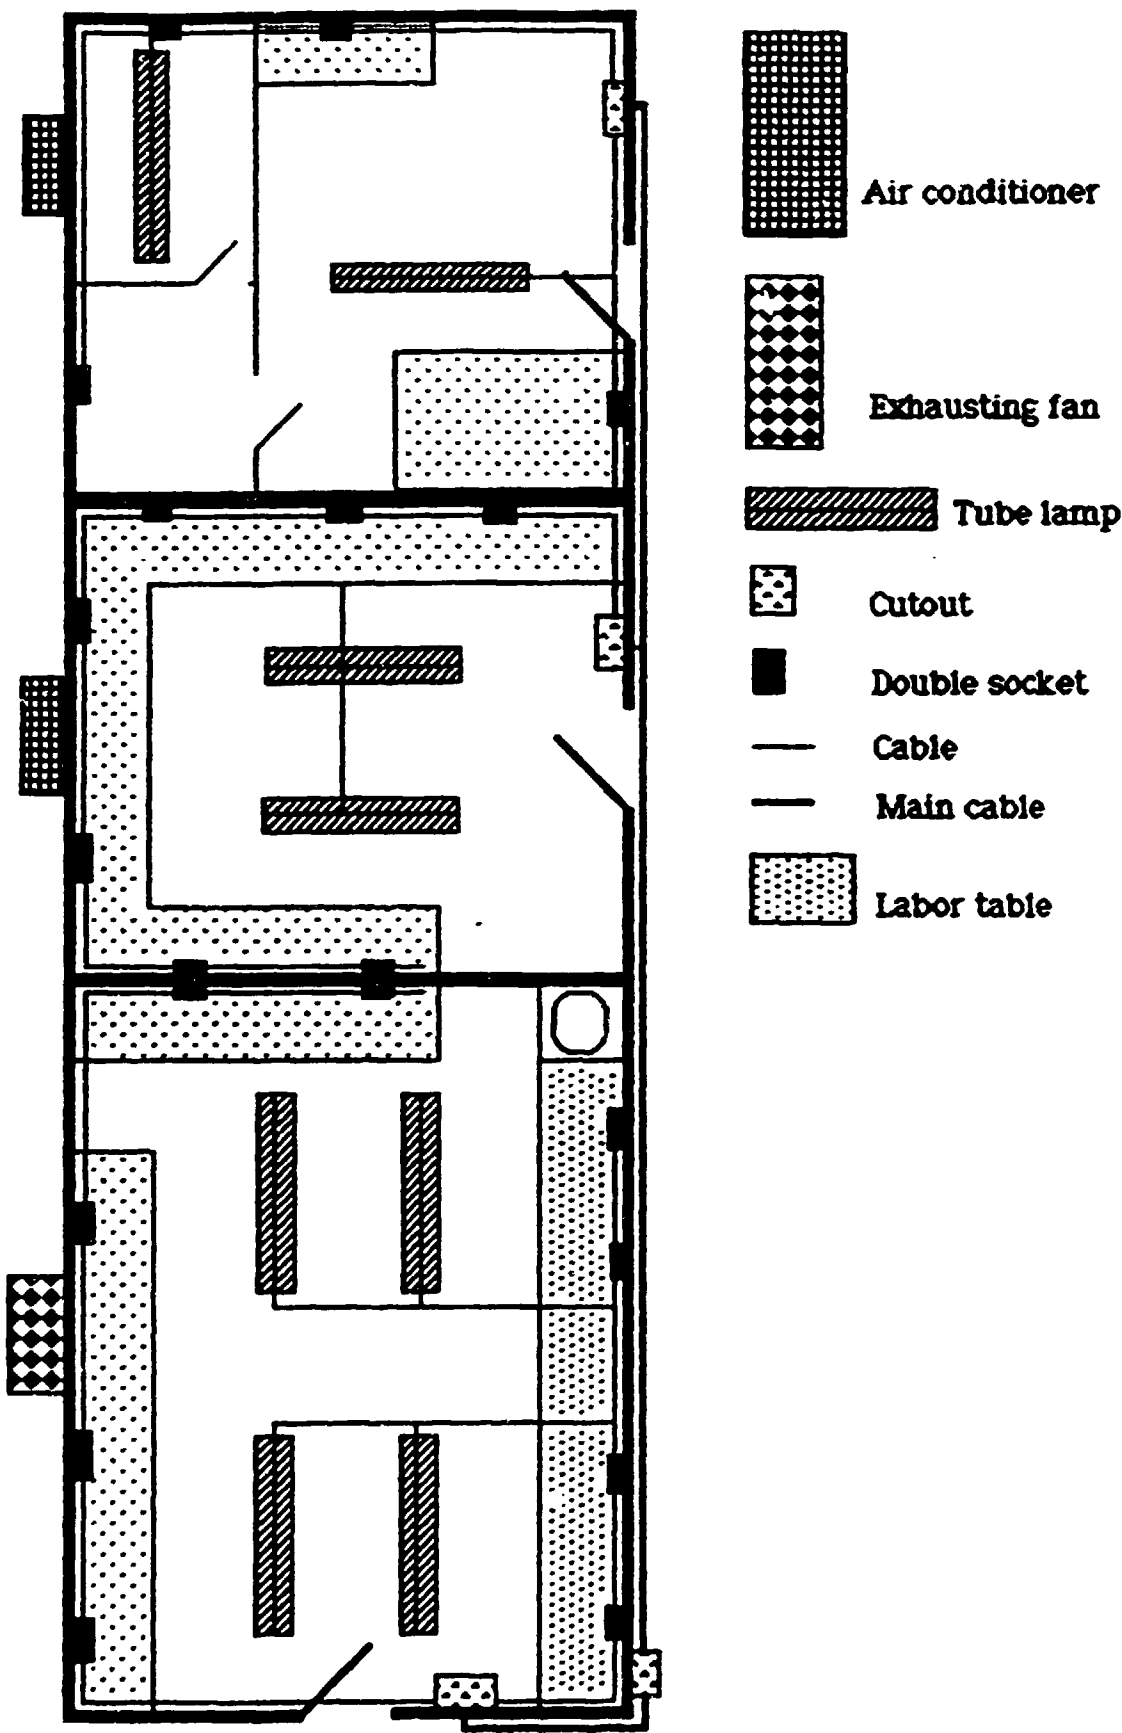 Air conditioner
Exhausting fan
Tube lamp
Cutout
Double socket
Cable
Main cable
Labor table